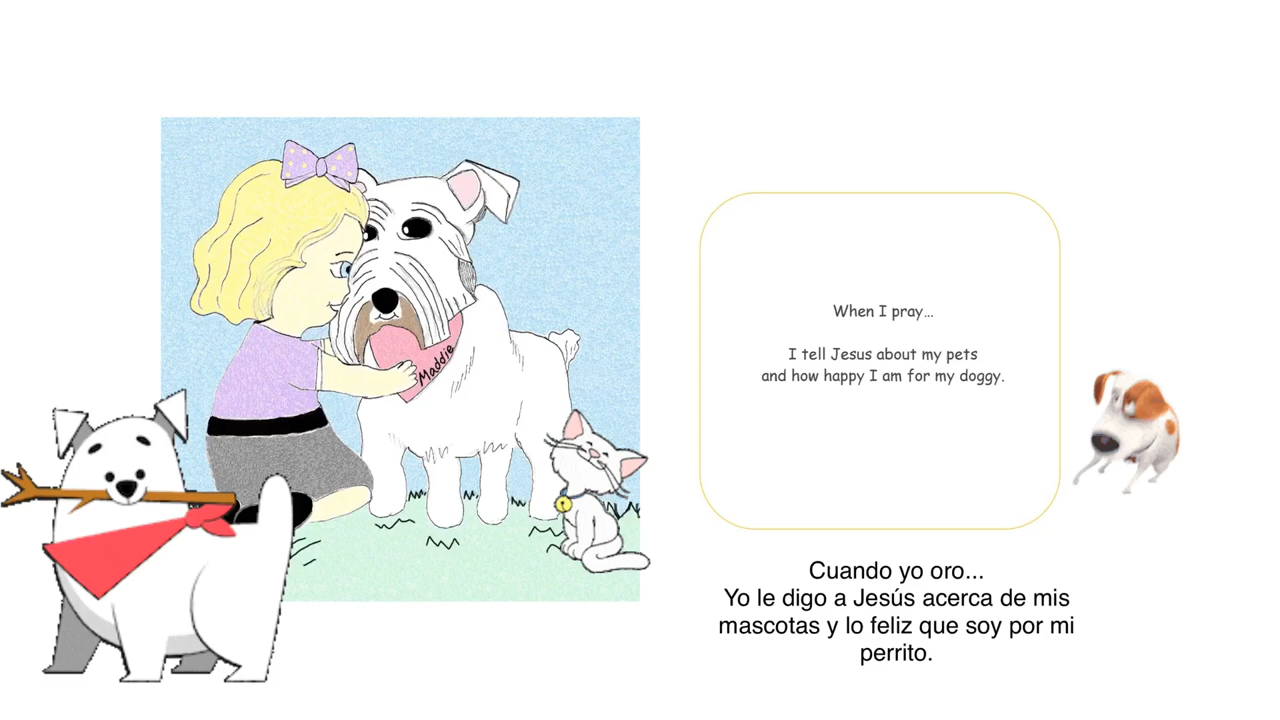 Maddie
When I pray...
I tell Jesus about my pets
and how happy I am for my doggy.
Cuando yo oro...
Yo le digo a Jesús acerca de mis
mascotas y lo feliz que soy por mi
perrito.